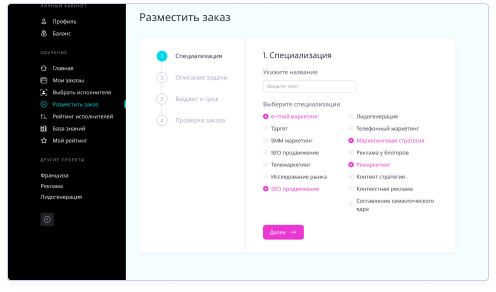 ЛИЧНЫЙ КАБИНЕТ
Профиль
Баланс
ОБУЧЕНИЕ
Главная
Мои заказы
Выбрать исполнителя
Разместить заказ
Рейтинг исполнителей
База знаний
Мой рейтинг
ДРУГИЕ ПРОЕКТЫ
Франшиза
Реклама
Лидогенерация
Разместить заказ
1 Специализация
2 Описание задачи
3 Бюджет и срок
4 Проверка заказа
1. Специализация
Укажите название
Введите текст
Выберите специализации
e-mail маркетинг
Таргет
SMM маркетинг
SEO продвижение
Телемаркетинг
Исследование рынка
SEO продвижение
Лидогенерация
Телефонный маркетинг
Маркетинговая стратегия
Реклама у блогеров
Ремаркетинг
Контент стратегия
Контекстная реклама
Составление семантического
ядра
Далее →